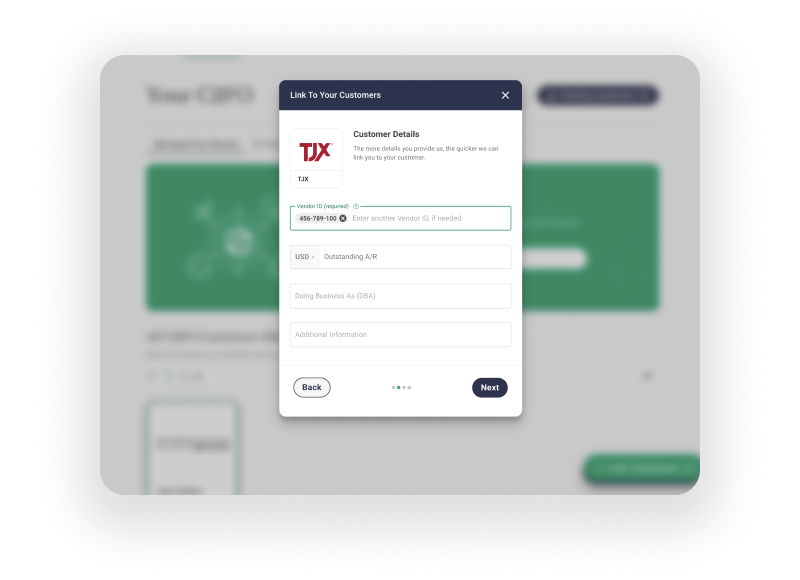 Your C2FO
Link To Your Customers
TJX
TJX
Customer Details
The more details you provide us, the quicker we can
link you to your customer.
Vendor ID (required)
456-789-100 Enter another Vendor ID, if needed
USD - Outstanding A/R
Doing Business As (DBA)
Additional Information
Back
Next